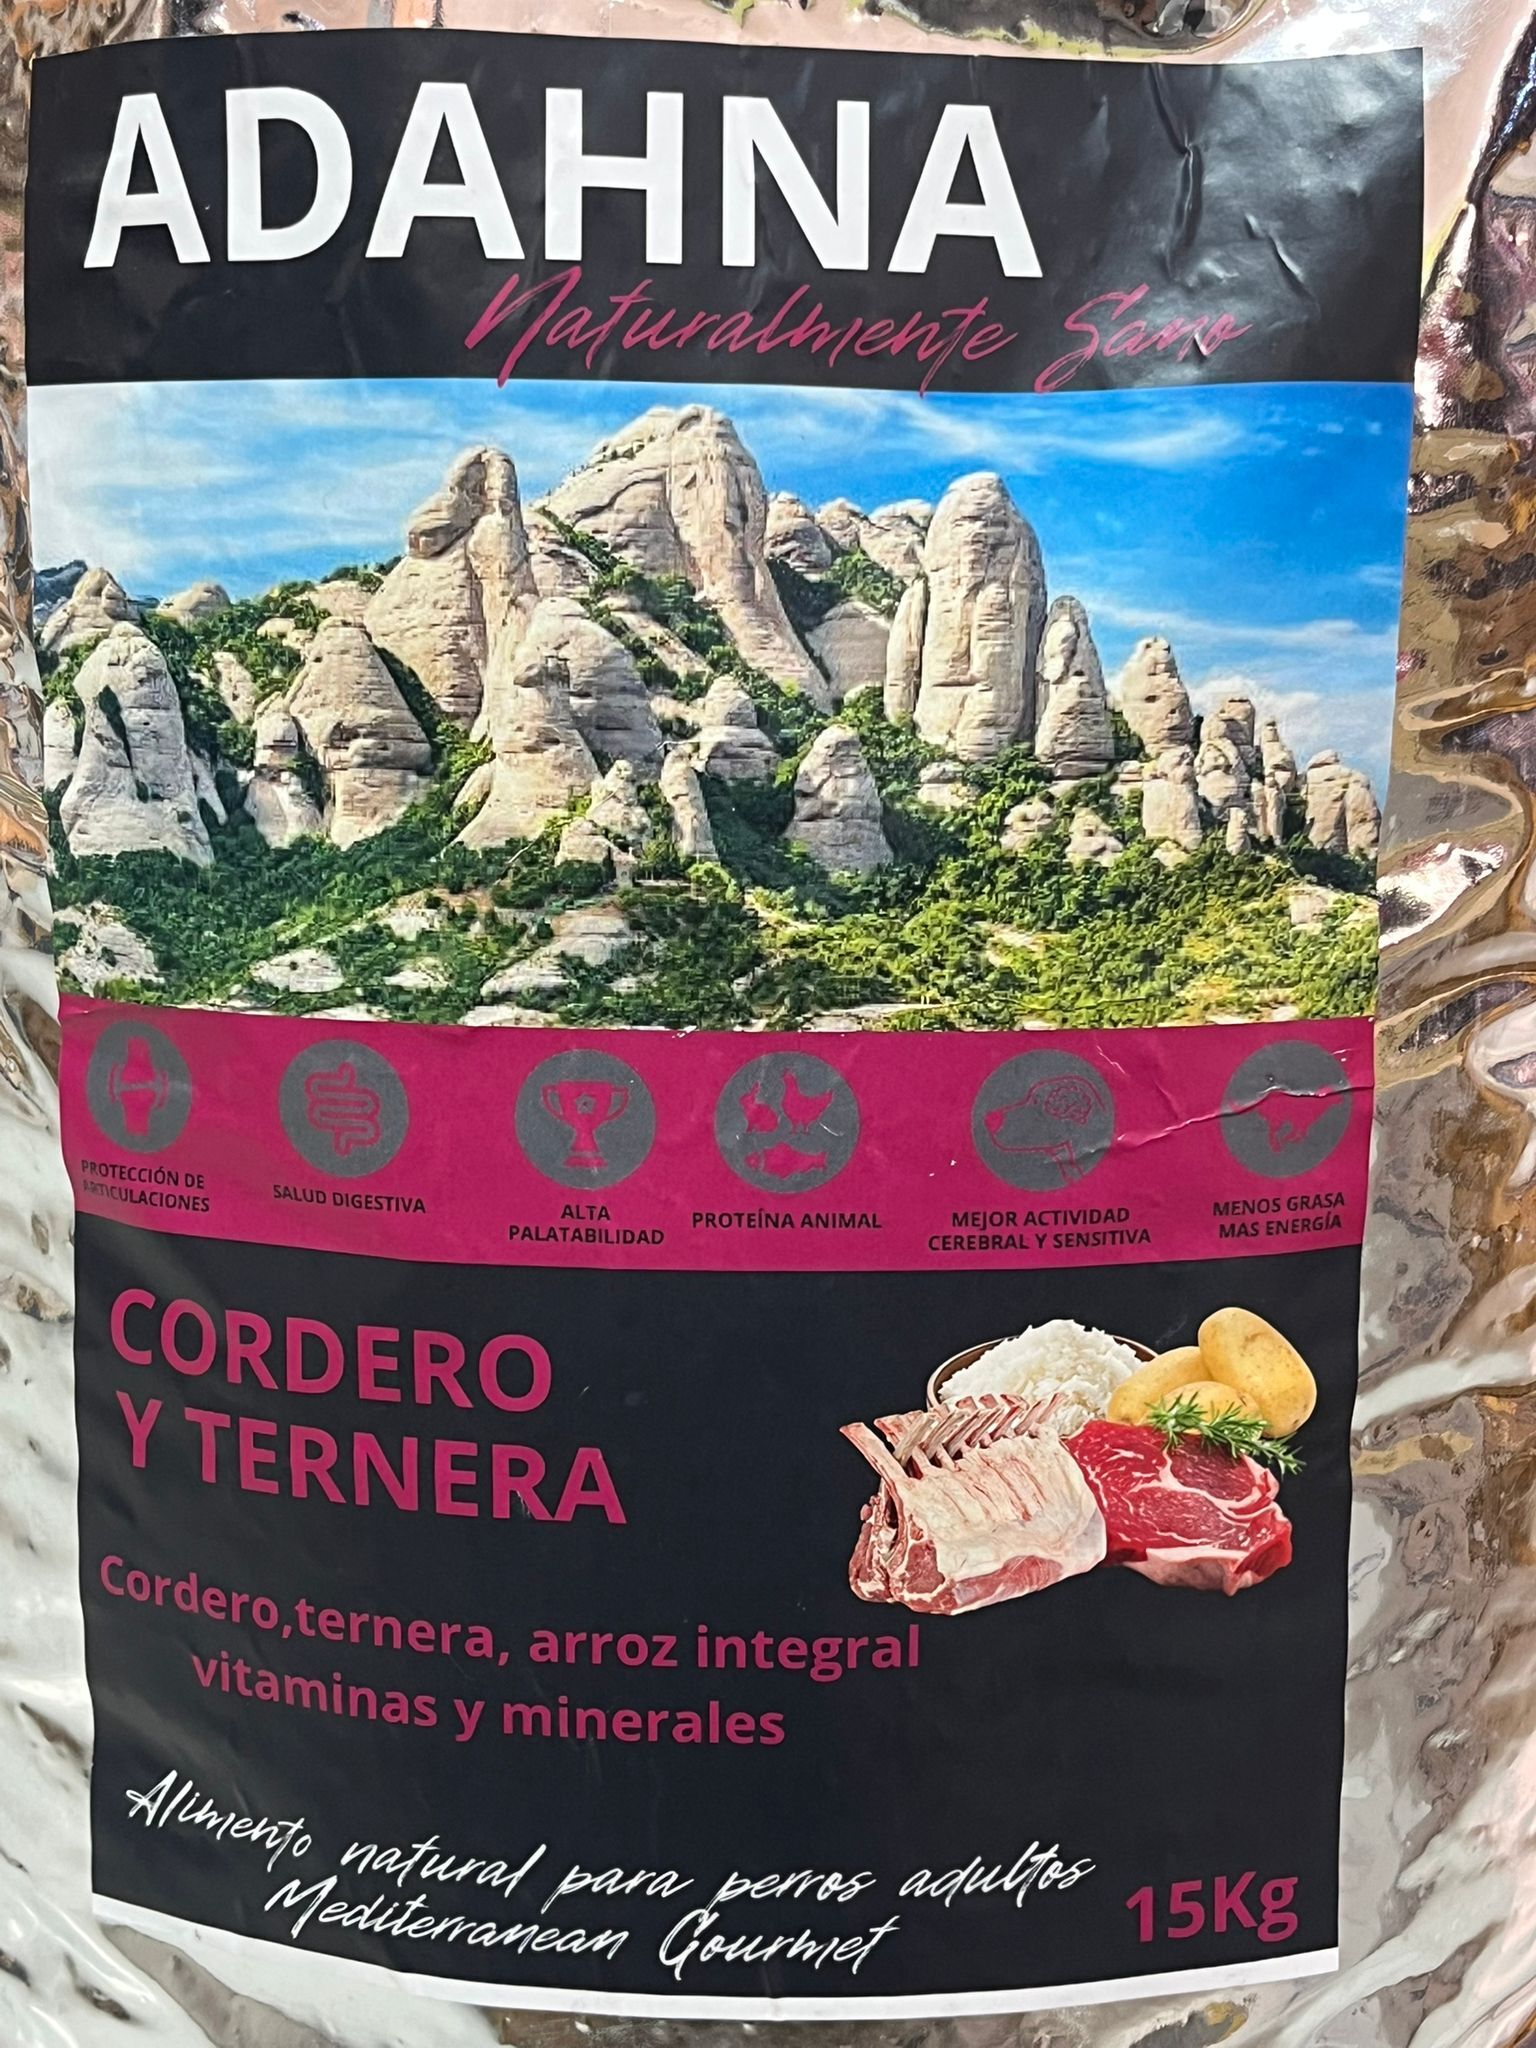 ADAHNA
Naturalmente Sano
PROTECCIÓN DE
ARTICULACIONES
SALUD DIGESTIVA
ALTA
PALATABILIDAD
PROTEÍNA ANIMAL
MEJOR ACTIVIDAD
CEREBRAL Y SENSITIVA
MENOS GRASA
MAS ENERGÍA
CORDERO
Y TERNERA
Cordero,ternera, arroz integral
vitaminas y minerales
Alimento natural para perros adultos
Mediterranean Gourmet
15Kg